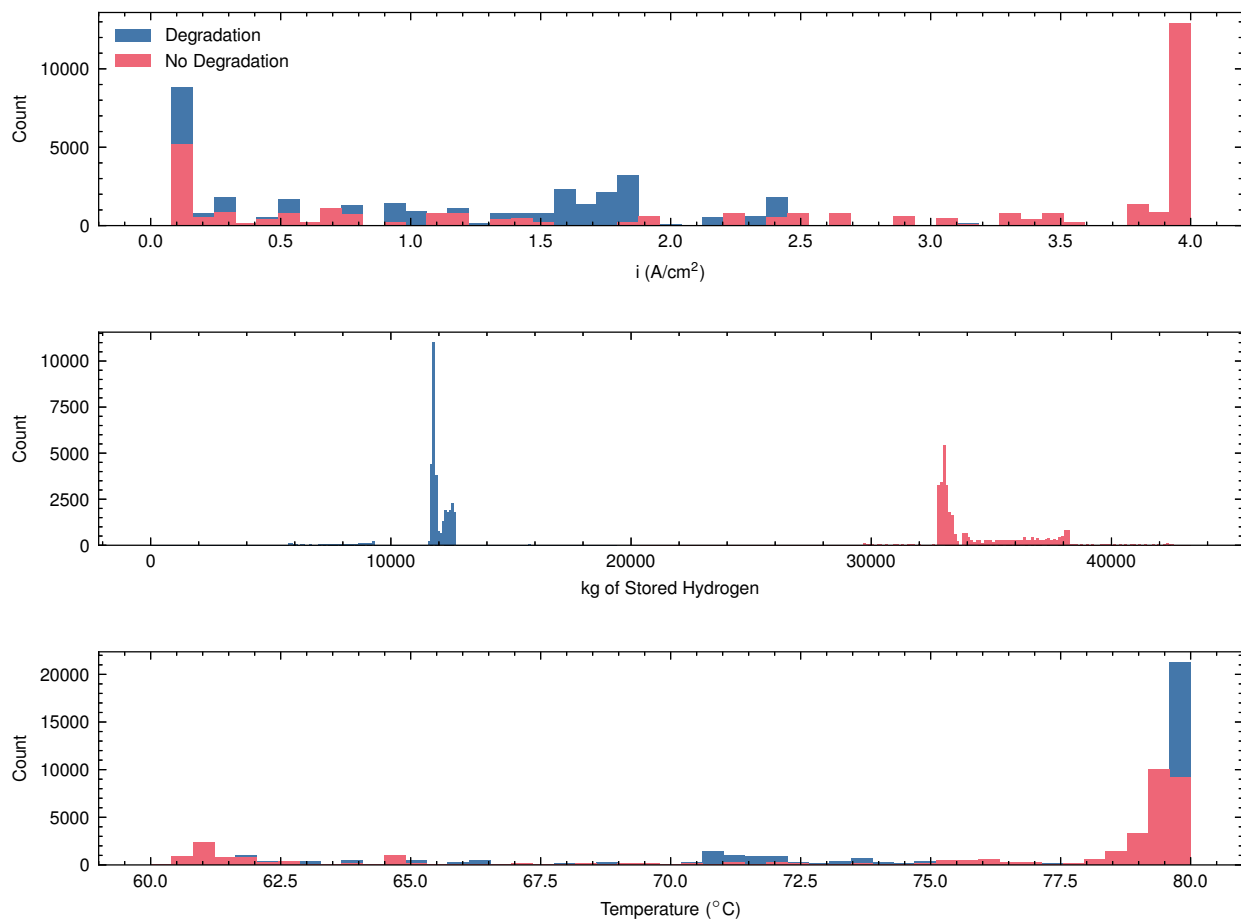 Degradation
No Degradation
10000
5000
0
Count
0.0 0.5 1.0 1.5 2.0 2.5 3.0 3.5 4.0
i (A/cm²)
10000
7500
5000
2500
0
Count
0 10000 20000 30000 40000
kg of Stored Hydrogen
20000
15000
10000
5000
0
Count
60.0 62.5 65.0 67.5 70.0 72.5 75.0 77.5 80.0
Temperature (°C)